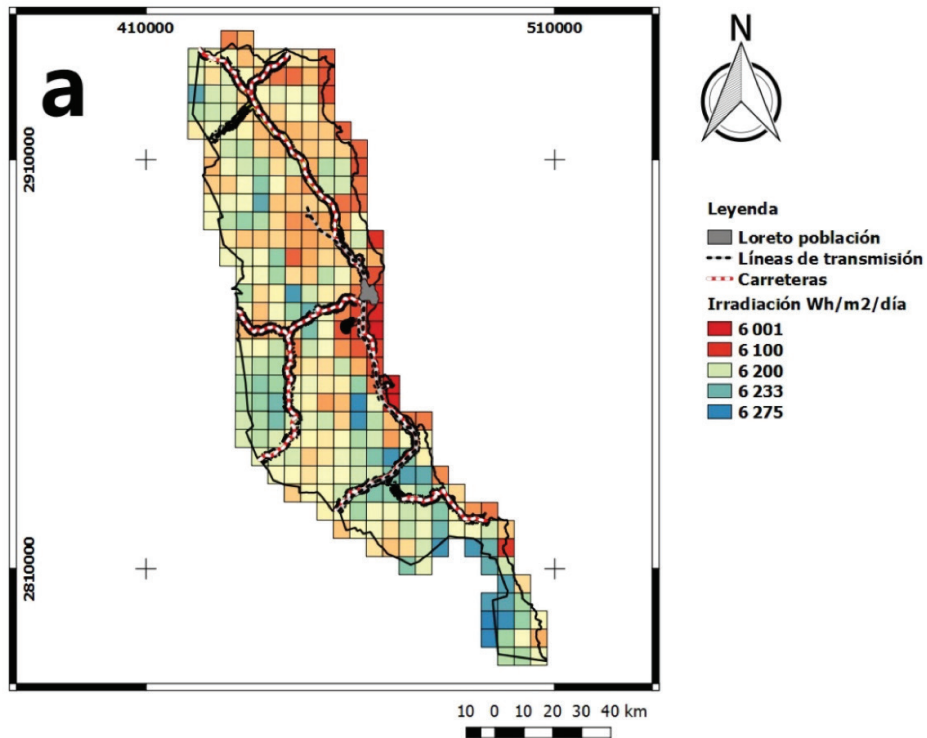 410000
510000
a
N
2910000
2810000
Leyenda
Loreto población
Líneas de transmisión
Carreteras
Irradiación Wh/m2/día
6 001
6 100
6 200
6 233
6 275
10 0 10 20 30 40 km